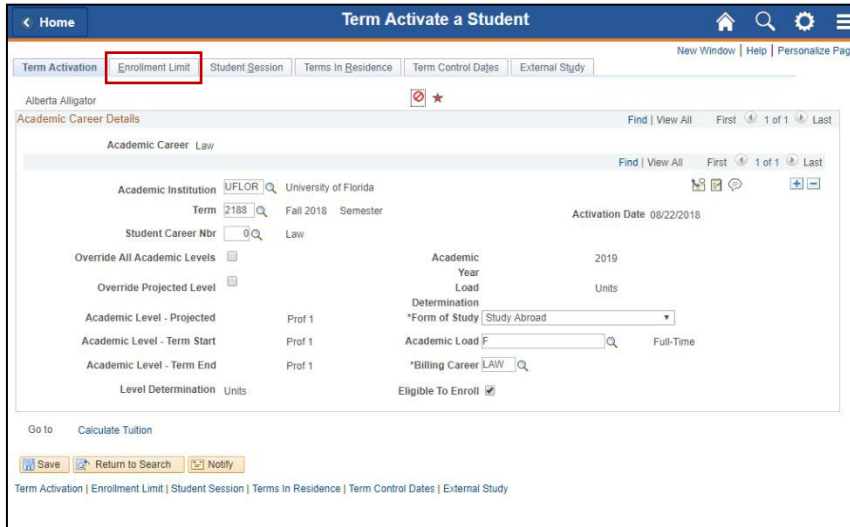 Home
Term Activate a Student
New Window | Help | Personalize Pag
Term Activation
Enrollment Limit
Student Session
Terms In Residence
Term Control Dates
External Study
Alberta Alligator
Academic Career Details
Find | View All First 1 of 1 Last
Academic Career Law
Find | View All First 1 of 1 Last
Academic Institution UFLOR University of Florida
Term 2188 Fall 2018 Semester
Activation Date 08/22/2018
Student Career Nbr 0 Law
Override All Academic Levels
Academic Year 2019
Override Projected Level
Load Determination Units
Academic Level - Projected Prof 1
*Form of Study Study Abroad
Academic Level - Term Start Prof 1
Academic Load F Full-Time
Academic Level - Term End Prof 1
*Billing Career LAW
Level Determination Units
Eligible To Enroll
Go to Calculate Tuition
Save
Return to Search
Notify
Term Activation | Enrollment Limit | Student Session | Terms In Residence | Term Control Dates | External Study